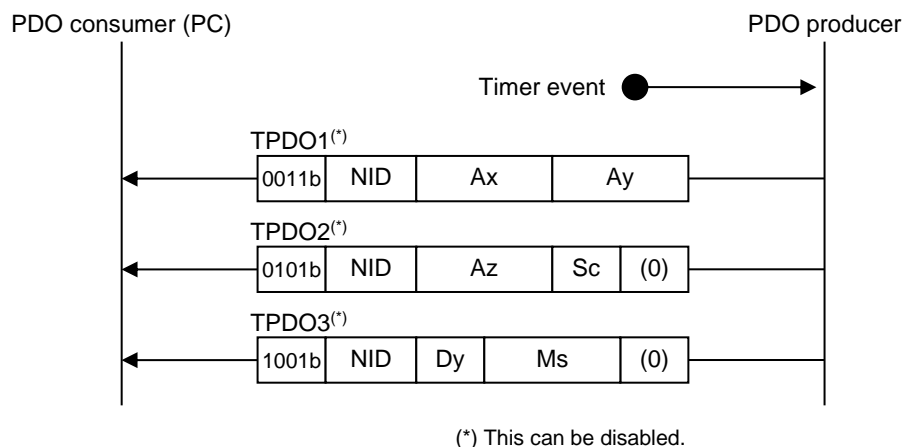 PDO consumer (PC) PDO producer
Timer event
TPDO1(*)
0011b NID Ax Ay
TPDO2(*)
0101b NID Az Sc (0)
TPDO3(*)
1001b NID Dy Ms (0)
(*) This can be disabled.